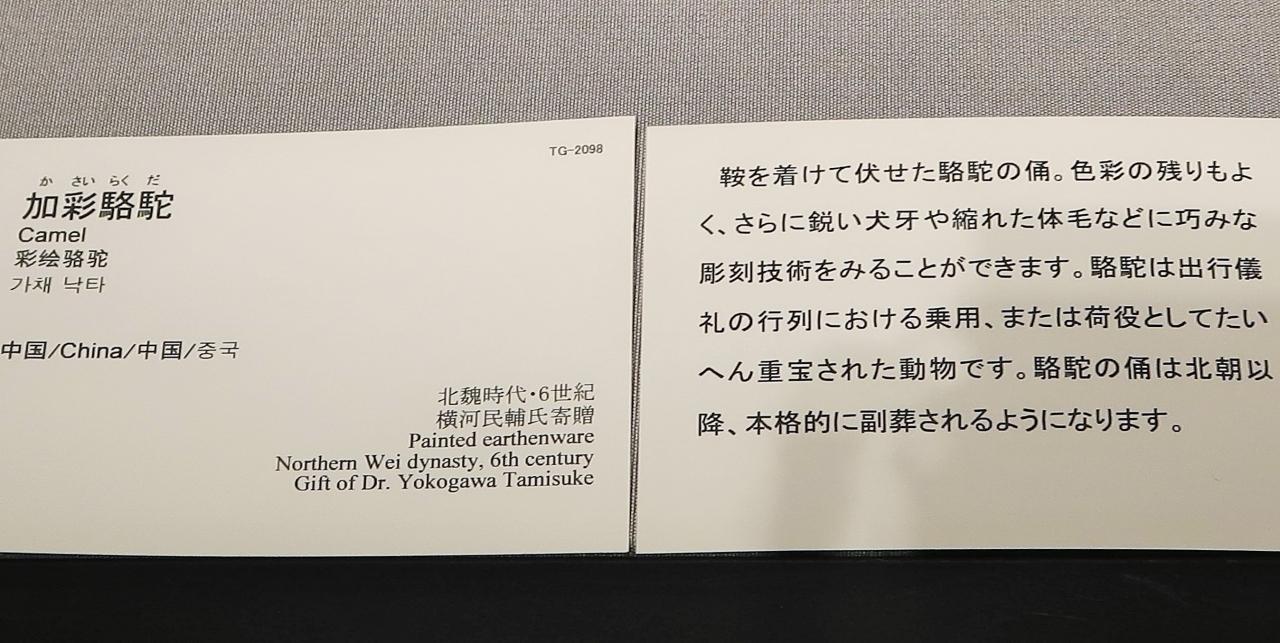 TG-2098
か さい らく だ
加彩駱駝
Camel
彩绘骆驼
가채 낙타
中国/China/中国/중국
北魏時代・6世紀
横河民輔氏寄贈
Painted earthenware
Northern Wei dynasty, 6th century
Gift of Dr. Yokogawa Tamisuke
鞍を着けて伏せた駱駝の俑。色彩の残りもよ
く、さらに鋭い犬牙や縮れた体毛などに巧みな
彫刻技術をみることができます。駱駝は出行儀
礼の行列における乗用、または荷役としてたい
へん重宝された動物です。駱駝の俑は北朝以
降、本格的に副葬されるようになります。